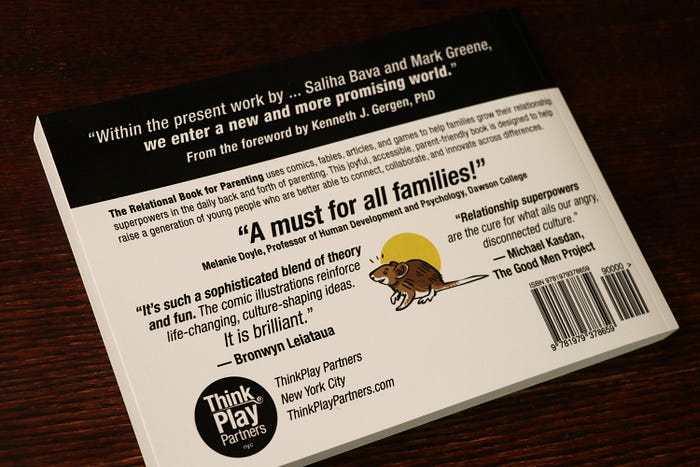 “Within the present work by ... Saliha Bava and Mark Greene,
we enter a new and more promising world.”
From the foreword by Kenneth J. Gergen, PhD
The Relational Book for Parenting uses comics, fables, articles, and games to help families grow their relationship
superpowers in the daily back and forth of parenting. This joyful, accessible, parent-friendly book is designed to help
raise a generation of young people who are better able to connect, collaborate, and innovate across differences.
“A must for all families!”
Melanie Doyle, Professor of Human Development and Psychology, Dawson College
“It’s such a sophisticated blend of theory
and fun. The comic illustrations reinforce
life-changing, culture-shaping ideas.
It is brilliant.”
— Bronwyn Leiataua
“Relationship superpowers
are the cure for what ails our angry,
disconnected culture.”
— Michael Kasdan,
The Good Men Project
Think
Play®
Partners
nyc
ThinkPlay Partners
New York City
ThinkPlayPartners.com
ISBN 9781979378659
90000 >
9 781979 378659